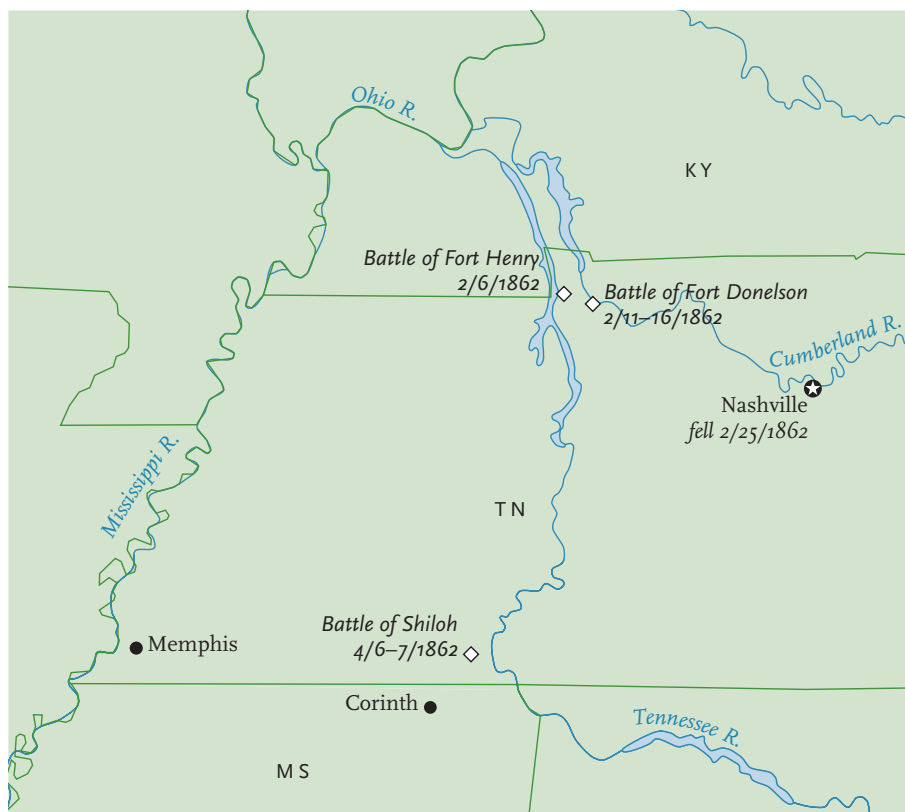 Ohio R.
KY
Battle of Fort Henry
2/6/1862
Battle of Fort Donelson
2/11–16/1862
Cumberland R.
Nashville
fell 2/25/1862
Mississippi R.
TN
Battle of Shiloh
4/6–7/1862
Memphis
Corinth
Tennessee R.
MS